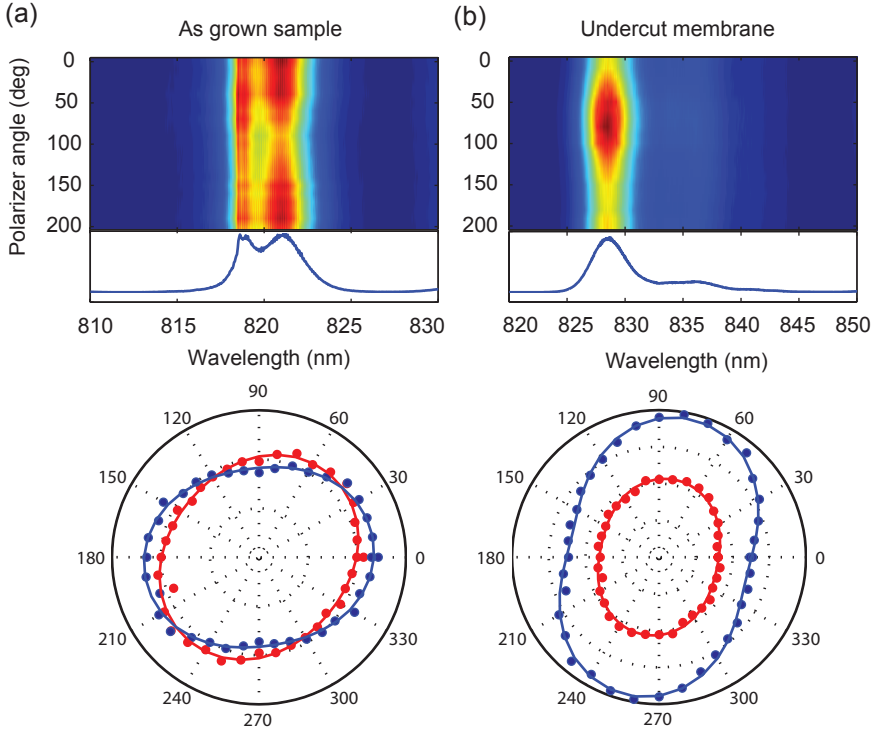 (a)
As grown sample
Polarizer angle (deg)
0
50
100
150
200
810 815 820 825 830
Wavelength (nm)
(b)
Undercut membrane
0
50
100
150
200
820 825 830 835 840 845 850
Wavelength (nm)
90
120 60
150 30
180 0
210 330
240 300
270
90
120 60
150 30
180 0
210 330
240 300
270